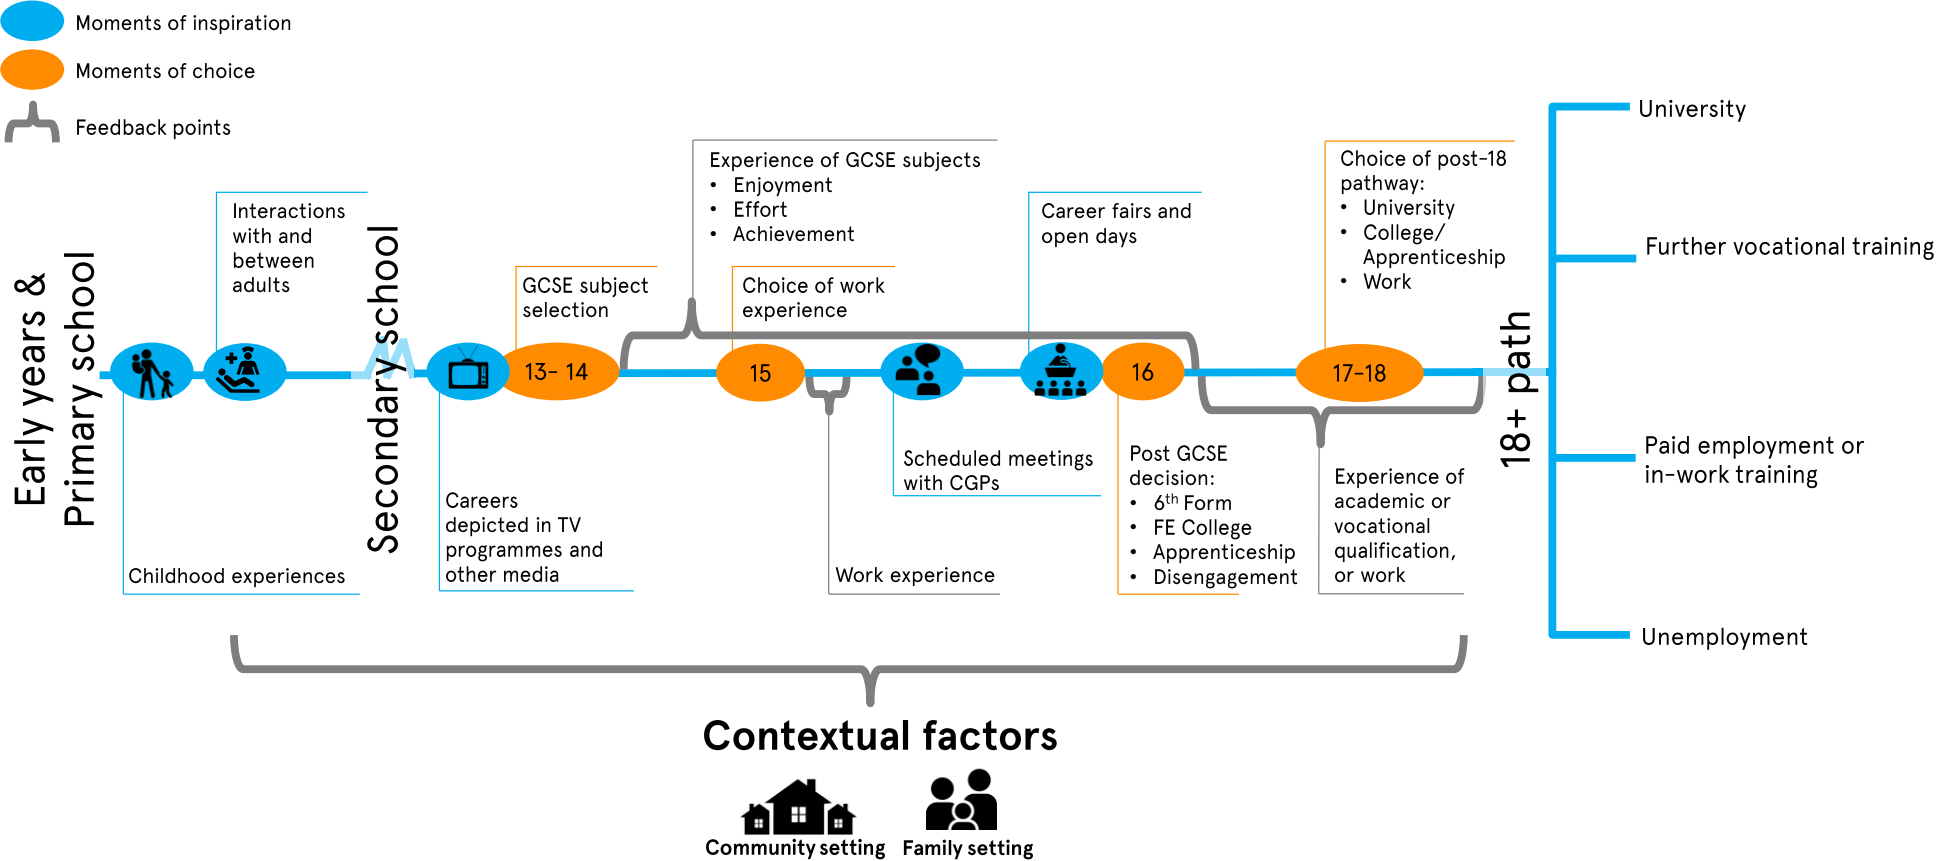 Moments of inspiration
Moments of choice
Feedback points
Early years &
Primary school
Interactions
with and
between
adults
Childhood experiences
Secondary school
Careers
depicted in TV
programmes and
other media
GCSE subject
selection
13- 14
Experience of GCSE subjects
• Enjoyment
• Effort
• Achievement
Choice of work
experience
15
Work experience
Scheduled meetings
with CGPs
Career fairs and
open days
16
Post GCSE
decision:
• 6th Form
• FE College
• Apprenticeship
• Disengagement
Choice of post-18
pathway:
• University
• College/
Apprenticeship
• Work
17-18
Experience of
academic or
vocational
qualification,
or work
18+ path
University
Further vocational training
Paid employment or
in-work training
Unemployment
Contextual factors
Community setting
Family setting